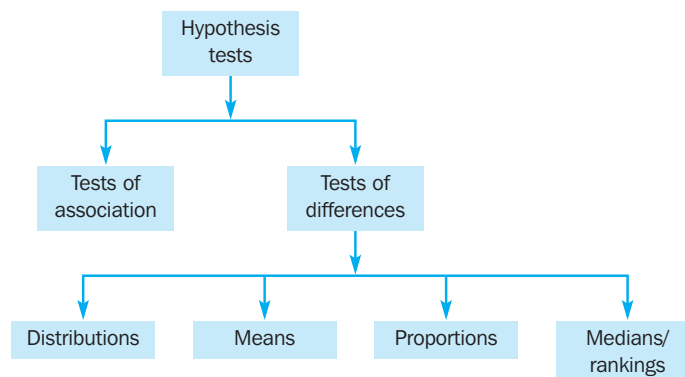 Hypothesis
tests
Tests of
association
Tests of
differences
Distributions
Means
Proportions
Medians/
rankings